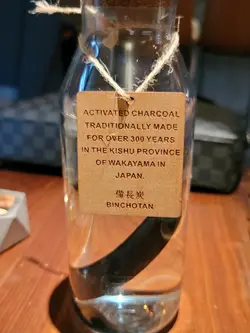 ACTIVATED CHARCOAL
TRADITIONALLY MADE
FOR OVER 300 YEARS
IN THE KISHU PROVINCE
OF WAKAYAMA IN
JAPAN.
備長炭
BINCHOTAN